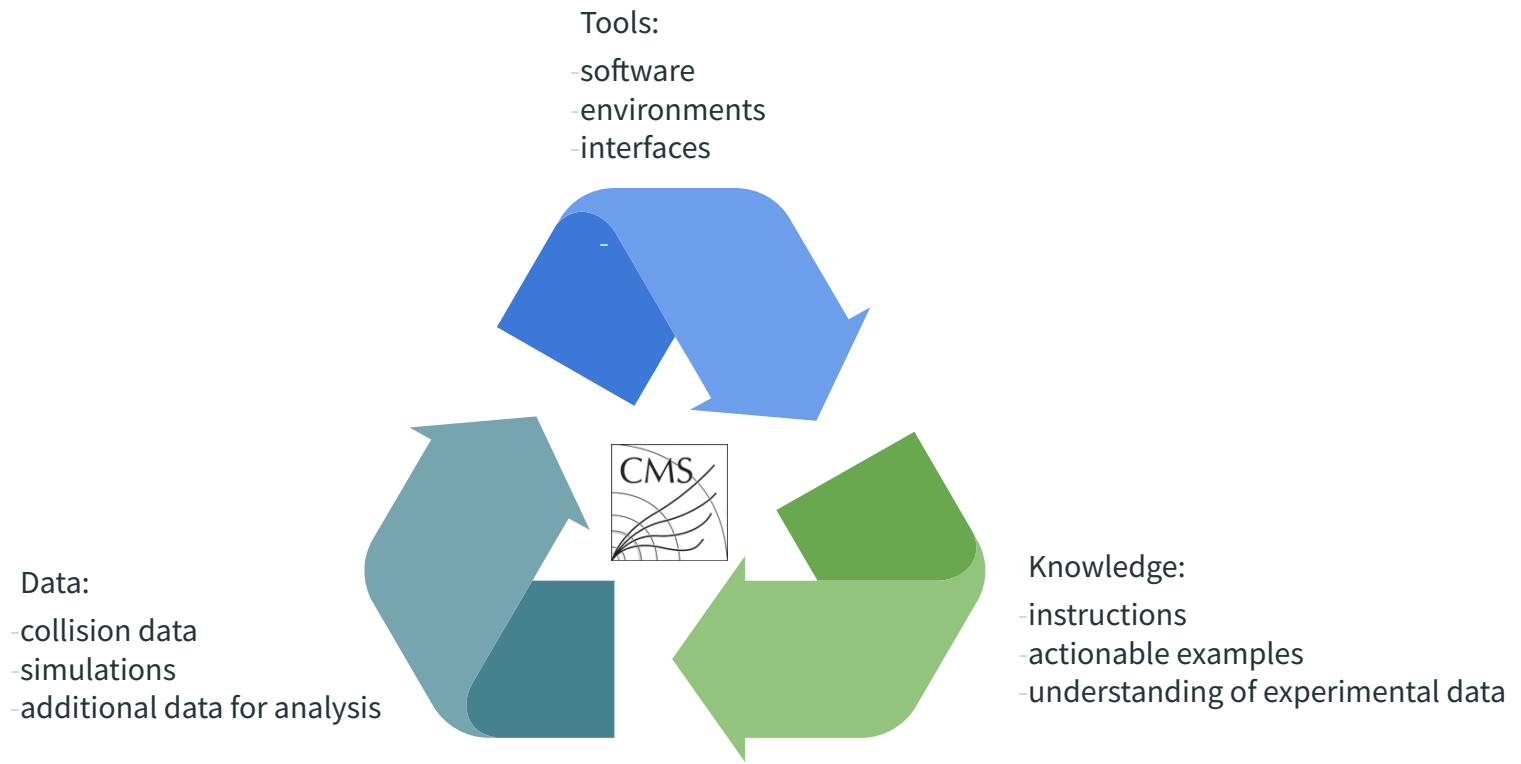 Tools:
-software
-environments
-interfaces
-
CMS
Data:
-collision data
-simulations
-additional data for analysis
Knowledge:
-instructions
-actionable examples
-understanding of experimental data